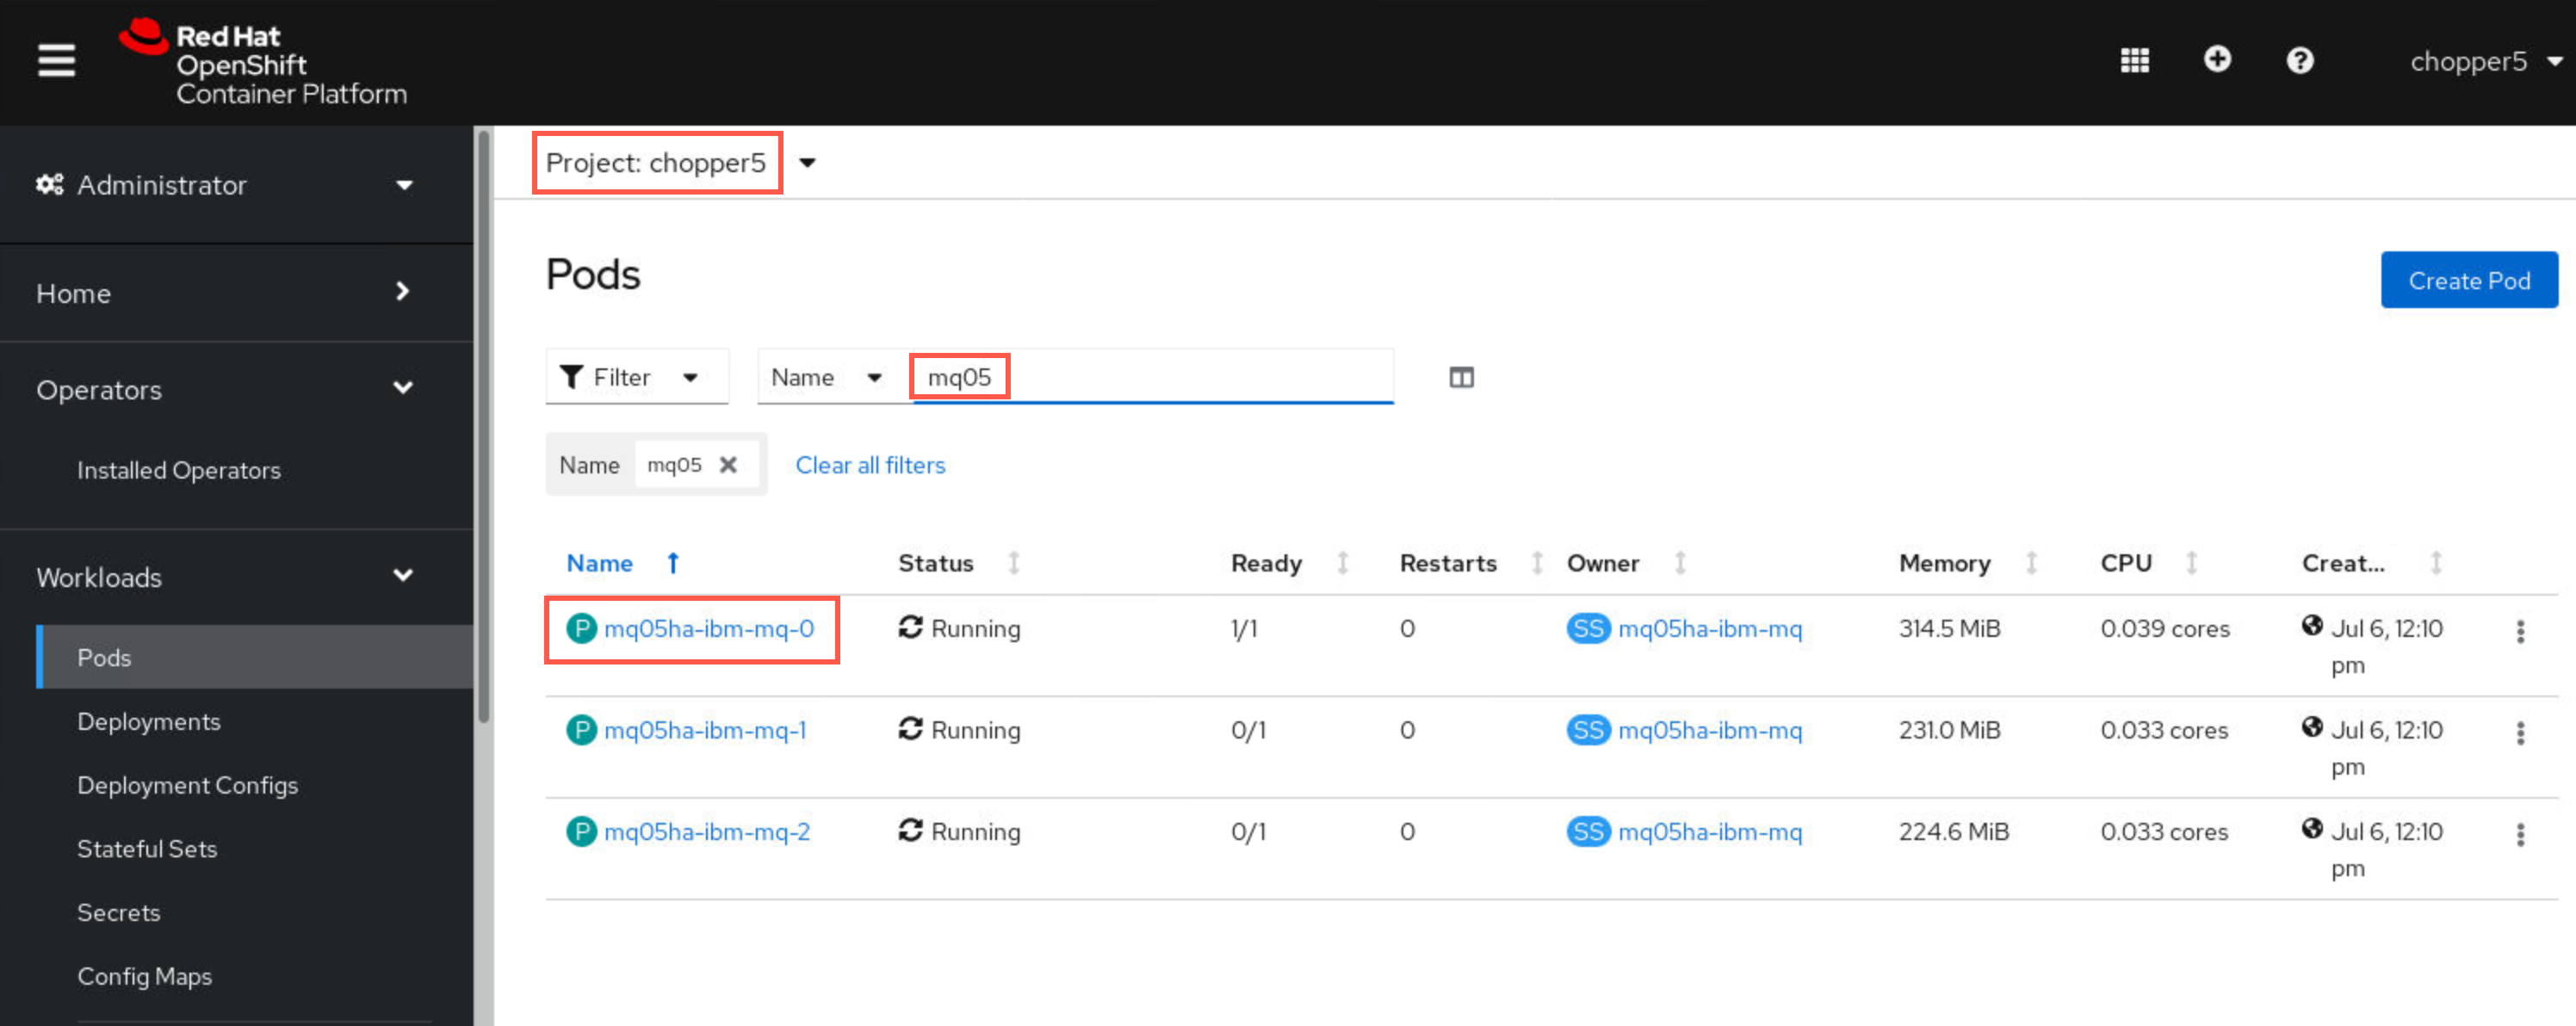 Red Hat
OpenShift
Container Platform
chopper5
Administrator
Home
Operators
Installed Operators
Workloads
Pods
Deployments
Deployment Configs
Stateful Sets
Secrets
Config Maps
Project: chopper5
Pods
Create Pod
Filter Name mq05
Name mq05 Clear all filters
Name Status Ready Restarts Owner Memory CPU Creat...
P mq05ha-ibm-mq-0 Running 1/1 0 SS mq05ha-ibm-mq 314.5 MiB 0.039 cores Jul 6, 12:10
pm
P mq05ha-ibm-mq-1 Running 0/1 0 SS mq05ha-ibm-mq 231.0 MiB 0.033 cores Jul 6, 12:10
pm
P mq05ha-ibm-mq-2 Running 0/1 0 SS mq05ha-ibm-mq 224.6 MiB 0.033 cores Jul 6, 12:10
pm